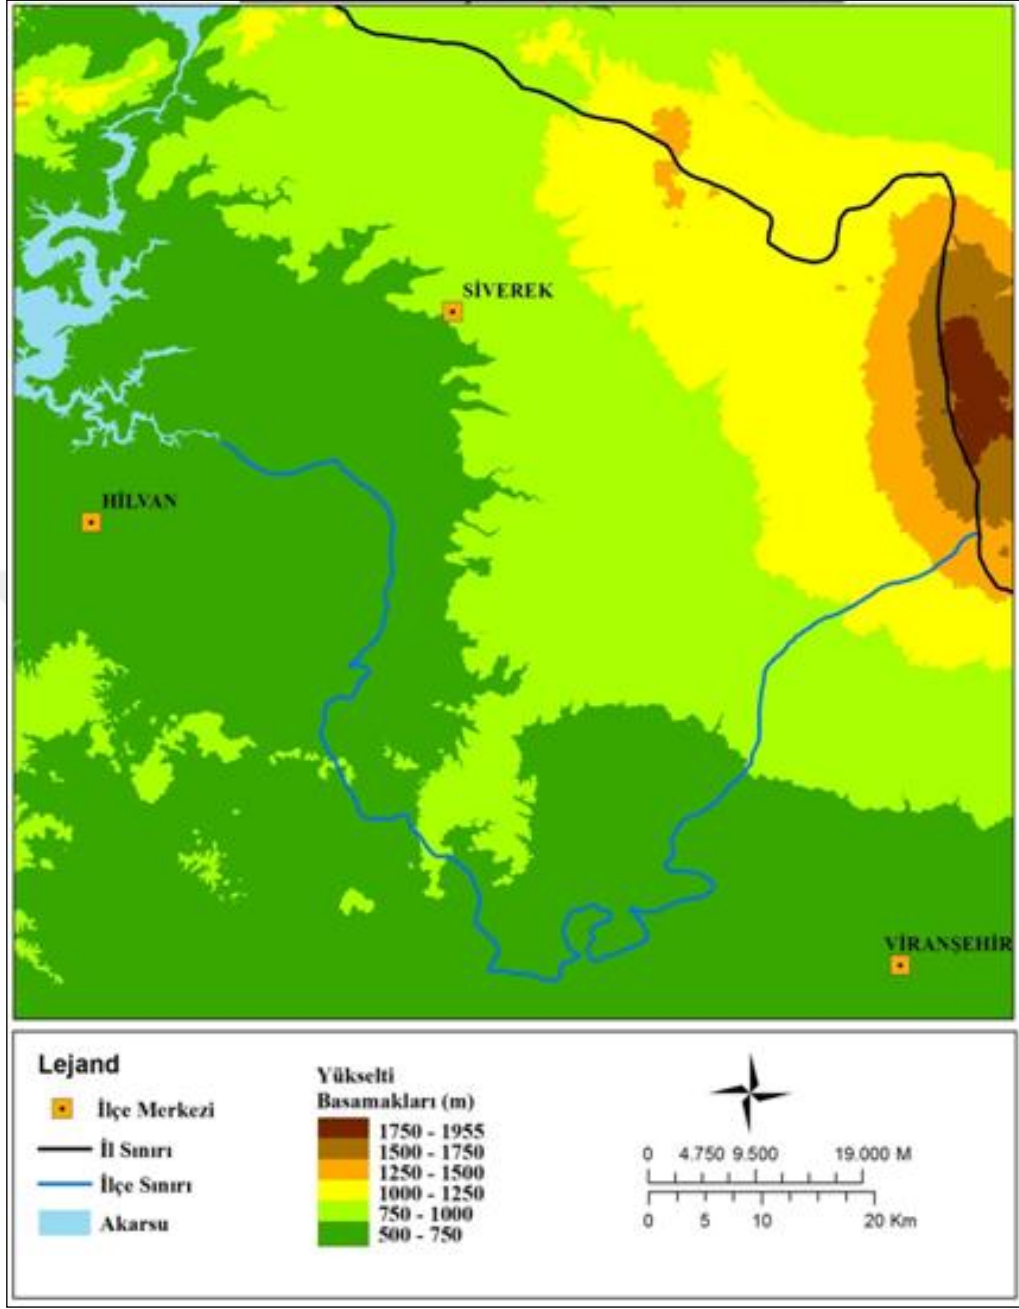 SİVEREK
HİLVAN
VİRANŞEHİR
Lejand
İlçe Merkezi
İl Sınırı
İlçe Sınırı
Akarsu
Yükselti
Basamakları (m)
1750 - 1955
1500 - 1750
1250 - 1500
1000 - 1250
750 - 1000
500 - 750
0 4.750 9.500 19.000 M
0 5 10 20 Km